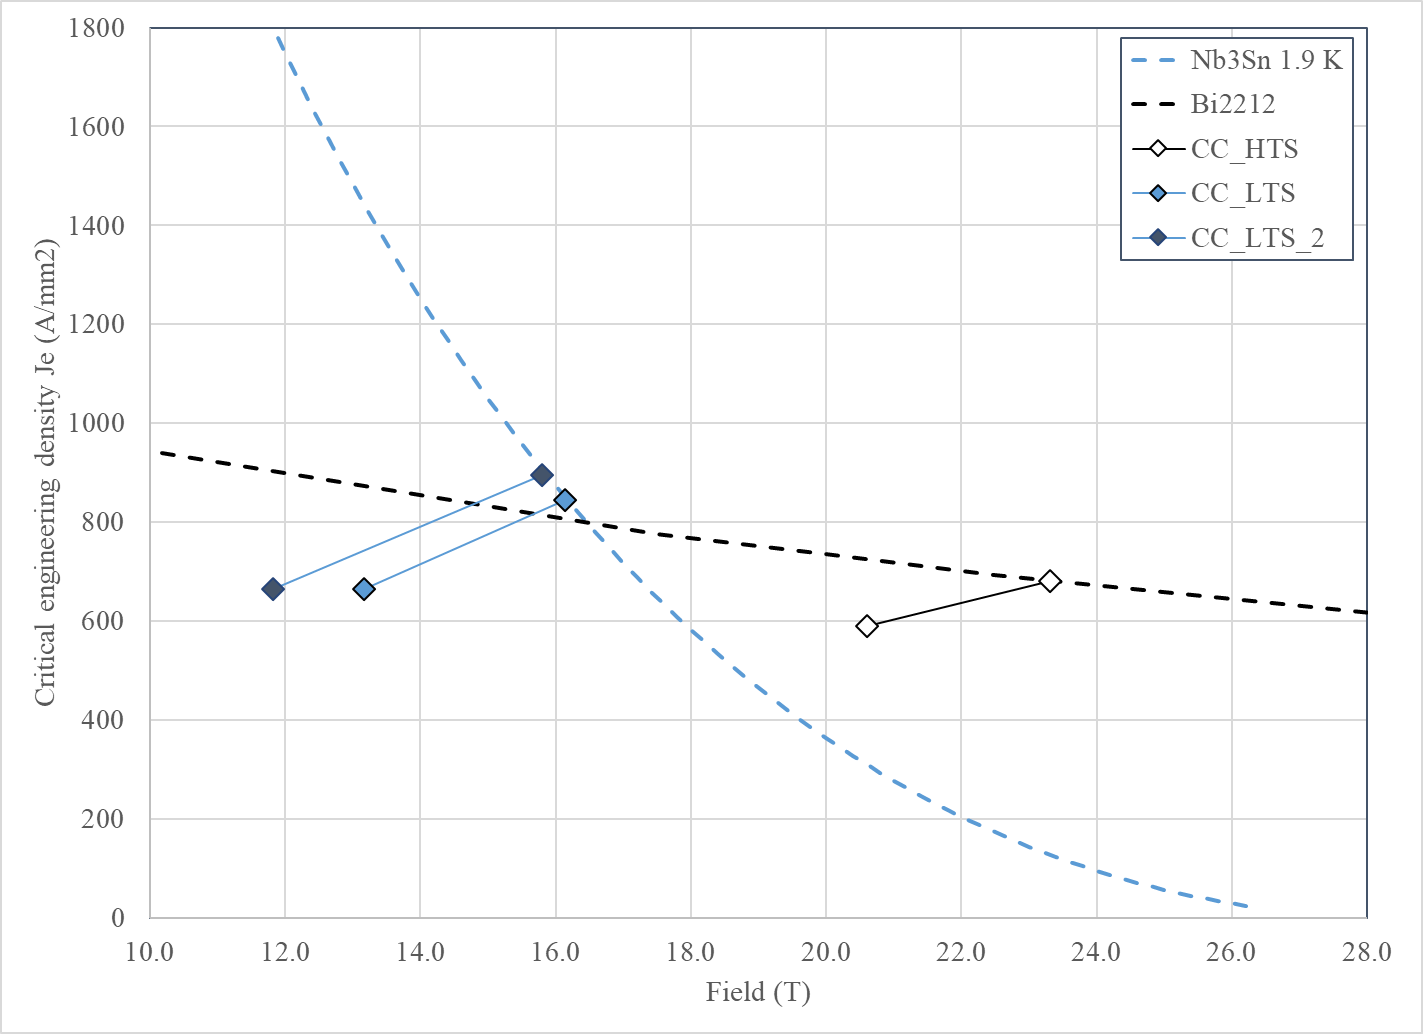 1800
1600
1400
1200
1000
800
600
400
200
0
Critical engineering density Je (A/mm2)
Nb3Sn 1.9 K
Bi2212
CC_HTS
CC_LTS
CC_LTS_2
10.0 12.0 14.0 16.0 18.0 20.0 22.0 24.0 26.0 28.0
Field (T)